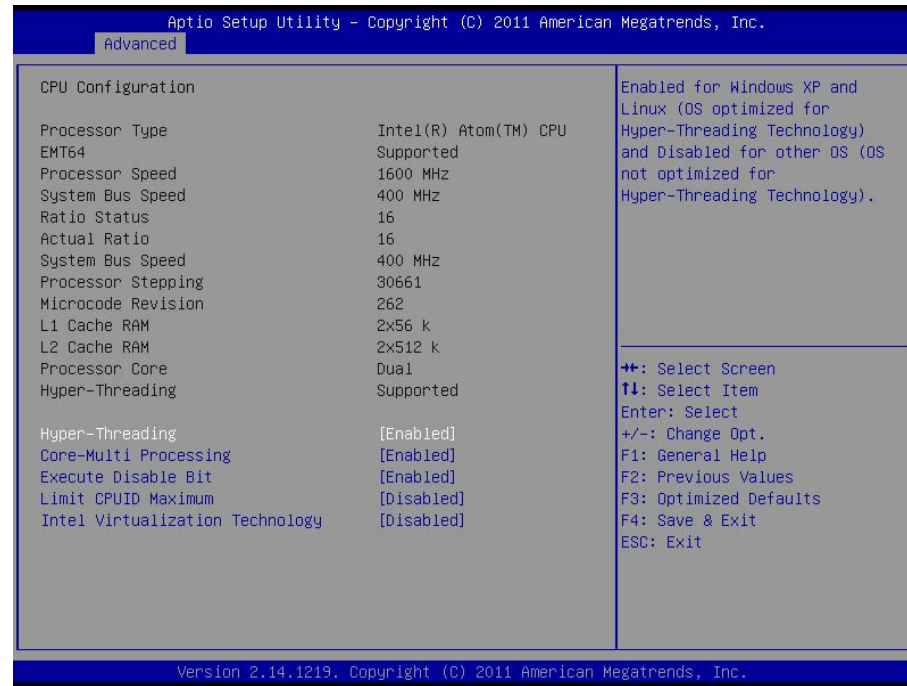 Aptio Setup Utility – Copyright (C) 2011 American Megatrends, Inc.
Advanced
CPU Configuration
Processor Type Intel(R) Atom(TM) CPU
EMT64 Supported
Processor Speed 1600 MHz
System Bus Speed 400 MHz
Ratio Status 16
Actual Ratio 16
System Bus Speed 400 MHz
Processor Stepping 30661
Microcode Revision 262
L1 Cache RAM 2x56 k
L2 Cache RAM 2x512 k
Processor Core Dual
Hyper-Threading Supported
Hyper-Threading [Enabled]
Core-Multi Processing [Enabled]
Execute Disable Bit [Enabled]
Limit CPUID Maximum [Disabled]
Intel Virtualization Technology [Disabled]
Enabled for Windows XP and
Linux (OS optimized for
Hyper-Threading Technology)
and Disabled for other OS (OS
not optimized for
Hyper-Threading Technology).
→←: Select Screen
↑↓: Select Item
Enter: Select
+/-: Change Opt.
F1: General Help
F2: Previous Values
F3: Optimized Defaults
F4: Save & Exit
ESC: Exit
Version 2.14.1219. Copyright (C) 2011 American Megatrends, Inc.